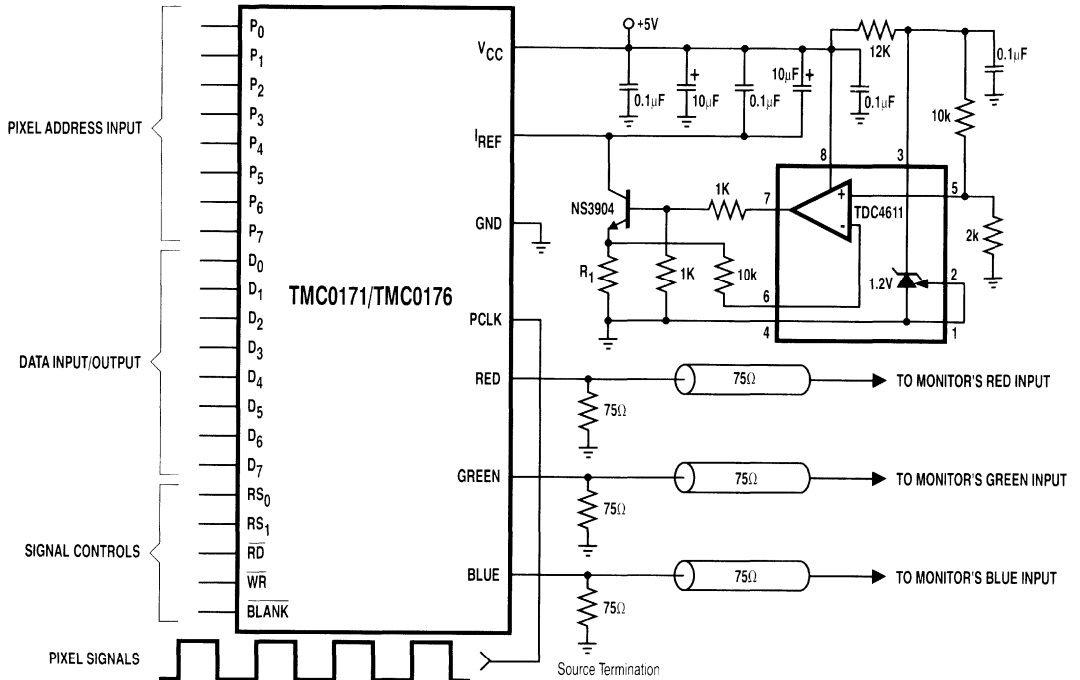 PIXEL ADDRESS INPUT
DATA INPUT/OUTPUT
SIGNAL CONTROLS
PIXEL SIGNALS
P0
P1
P2
P3
P4
P5
P6
P7
D0
D1
D2
D3
D4
D5
D6
D7
RS0
RS1
RD
WR
BLANK
TMC0171/TMC0176
VCC
IREF
GND
PCLK
RED
GREEN
BLUE
+5V
0.1µF
+
10µF
0.1µF
10µF +
0.1µF
12K
0.1µF
10k
8
3
NS3904
1K
7
+
-
TDC4611
5
2k
R1
1K
10k
6
4
1.2V
2
1
75Ω
75Ω
TO MONITOR'S RED INPUT
75Ω
75Ω
TO MONITOR'S GREEN INPUT
75Ω
75Ω
TO MONITOR'S BLUE INPUT
Source Termination